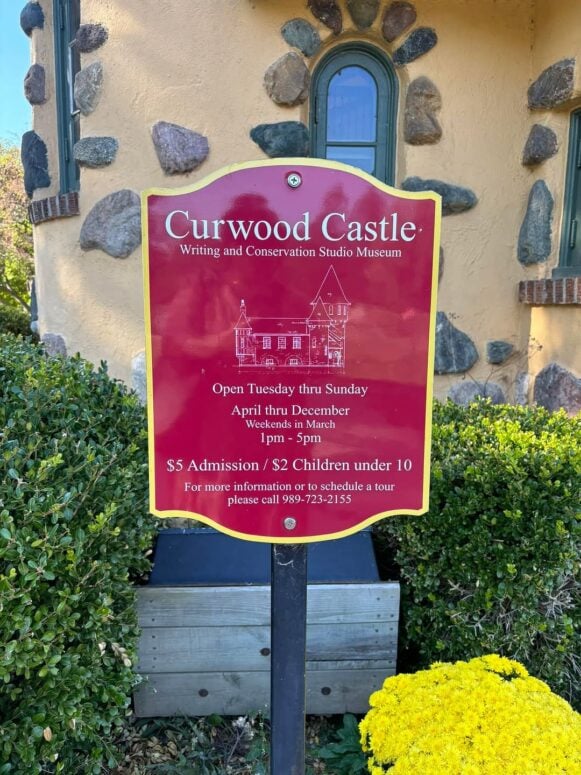 Curwood Castle
Writing and Conservation Studio Museum
Open Tuesday thru Sunday
April thru December
Weekends in March
1pm - 5pm
$5 Admission / $2 Children under 10
For more information or to schedule a tour
please call 989-723-2155